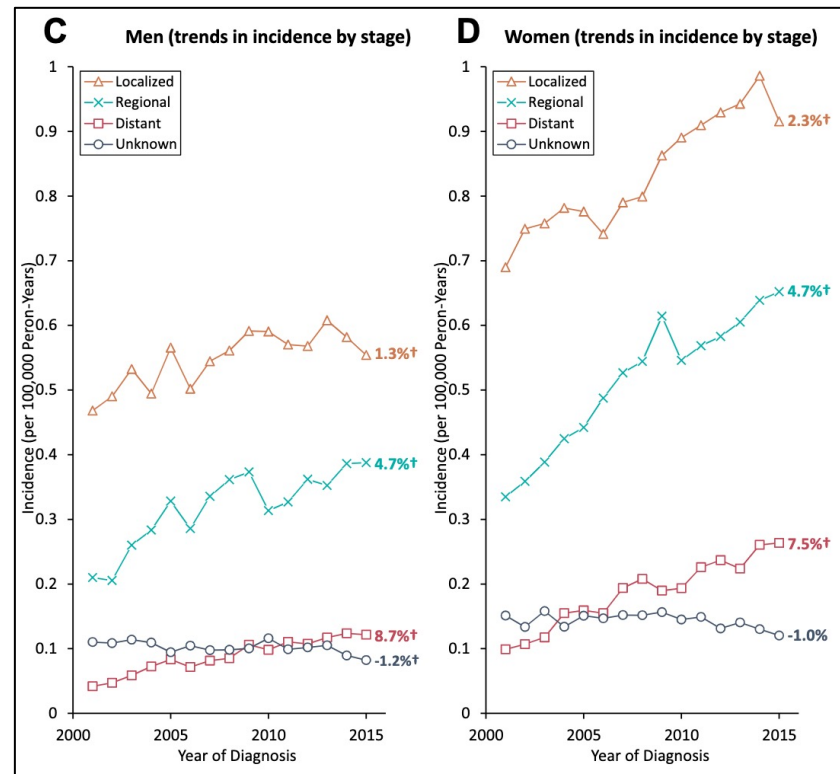 C Men (trends in incidence by stage)
Localized
Regional
Distant
Unknown
1
0.9
0.8
0.7
0.6
0.5
0.4
0.3
0.2
0.1
0
Incidence (per 100,000 Peron-Years)
1.3%†
4.7%†
8.7%†
-1.2%†
2000 2005 2010 2015
Year of Diagnosis
D Women (trends in incidence by stage)
Localized
Regional
Distant
Unknown
1
0.9
0.8
0.7
0.6
0.5
0.4
0.3
0.2
0.1
0
Incidence (per 100,000 Peron-Years)
2.3%†
4.7%†
7.5%†
-1.0%
2000 2005 2010 2015
Year of Diagnosis